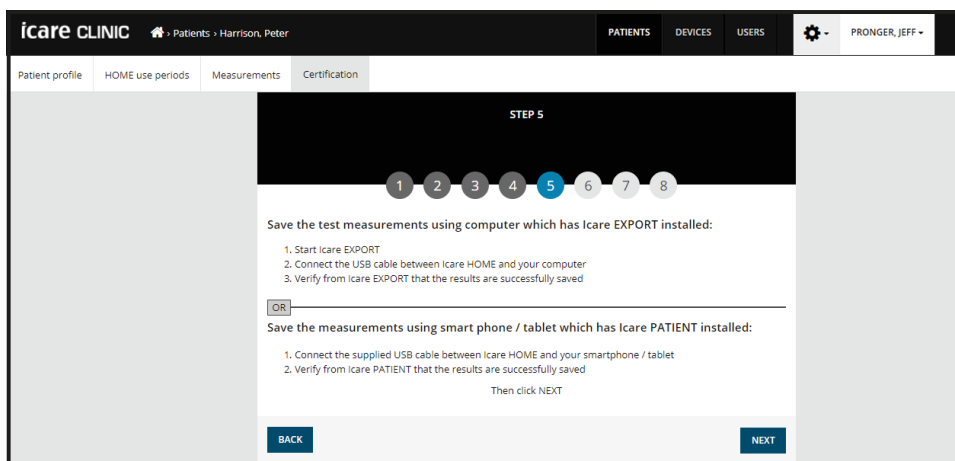 icare CLINIC › Patients › Harrison, Peter PATIENTS DEVICES USERS PRONGER, JEFF
Patient profile HOME use periods Measurements Certification
STEP 5
1 2 3 4 5 6 7 8
Save the test measurements using computer which has Icare EXPORT installed:
1. Start Icare EXPORT
2. Connect the USB cable between Icare HOME and your computer
3. Verify from Icare EXPORT that the results are successfully saved
OR
Save the measurements using smart phone / tablet which has Icare PATIENT installed:
1. Connect the supplied USB cable between Icare HOME and your smartphone / tablet
2. Verify from Icare PATIENT that the results are successfully saved
Then click NEXT
BACK NEXT